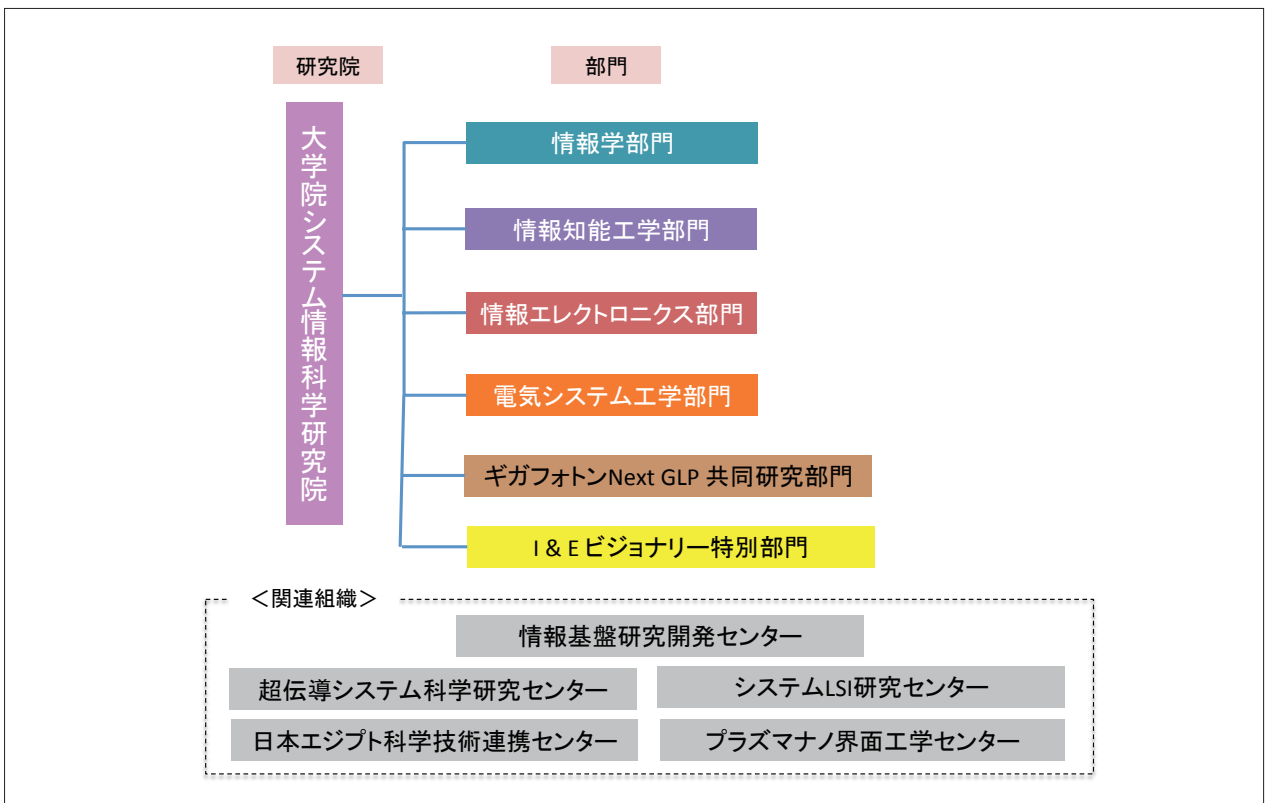 研究院
部門
大学院システム情報科学研究院
情報学部門
情報知能工学部門
情報エレクトロニクス部門
電気システム工学部門
ギガフォトンNext GLP 共同研究部門
I & E ビジョナリー特別部門
＜関連組織＞
情報基盤研究開発センター
超伝導システム科学研究センター
システムLSI研究センター
日本エジプト科学技術連携センター
プラズマナノ界面工学センター